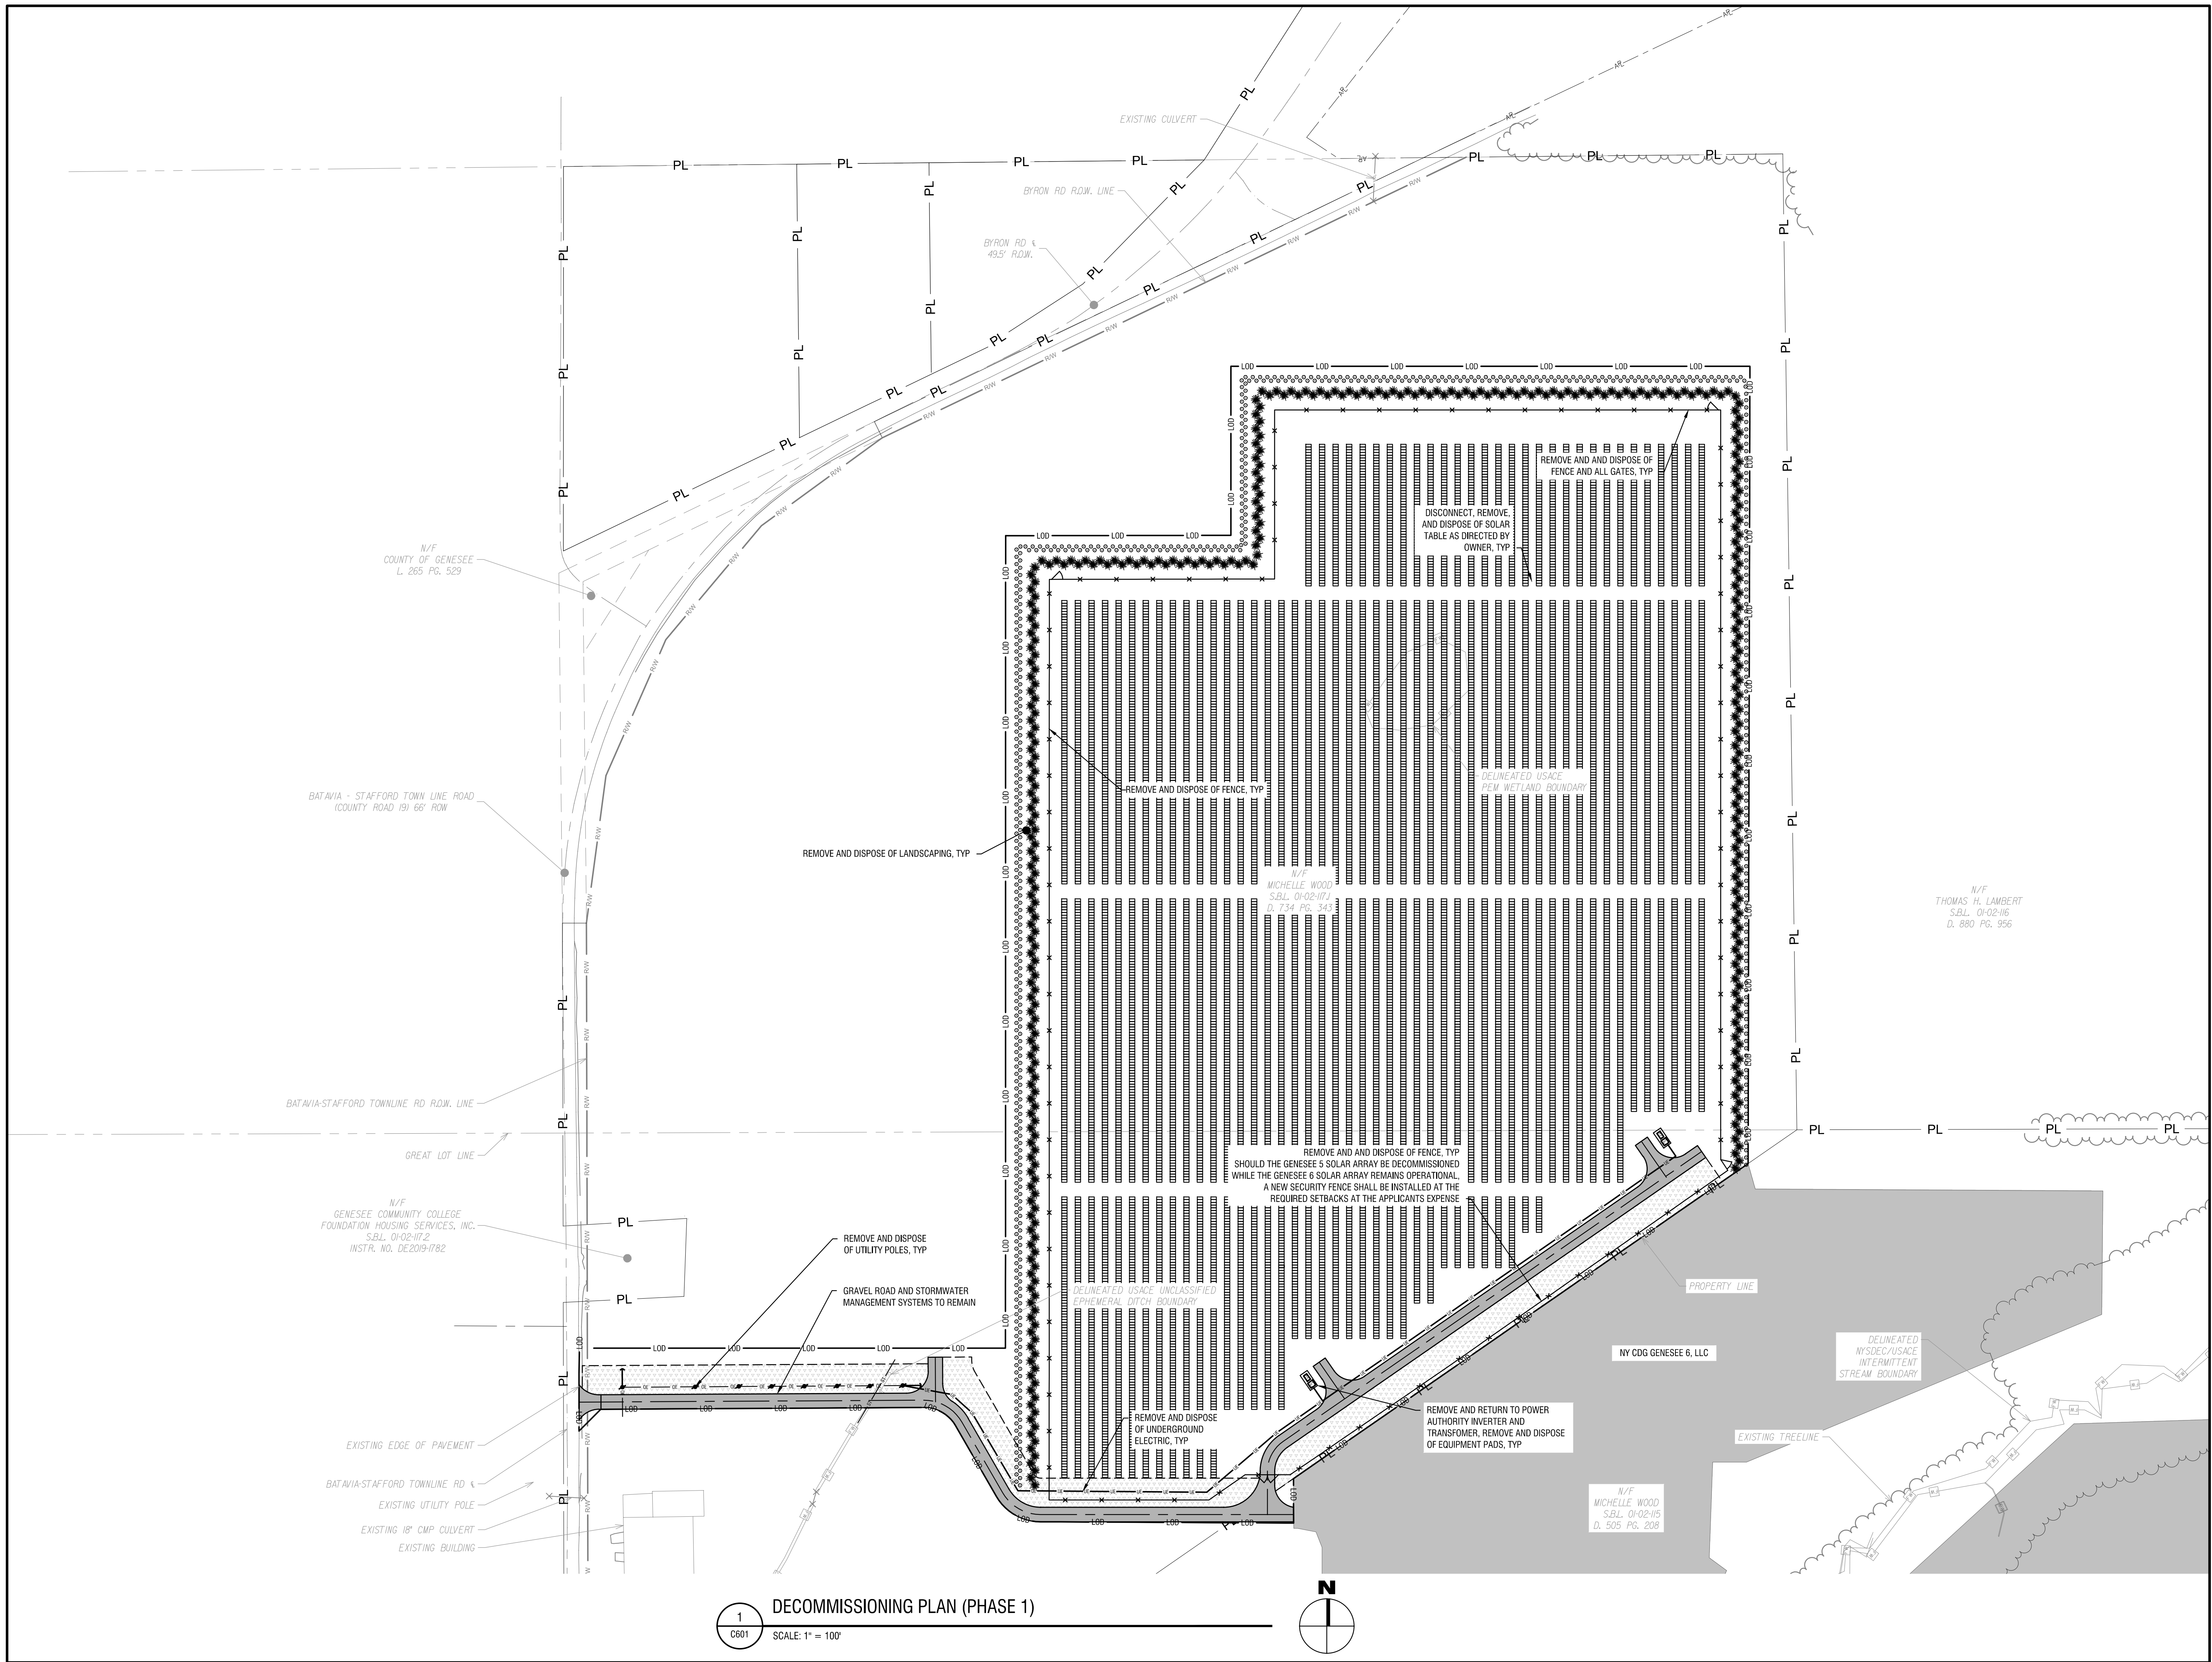 EXISTING CULVERT
BYRON RD R.O.W. LINE
BYRON RD ℄
49.5' R.O.W.
N/F
COUNTY OF GENESEE
L. 265 PG. 529
REMOVE AND AND DISPOSE OF
FENCE AND ALL GATES, TYP
DISCONNECT, REMOVE,
AND DISPOSE OF SOLAR
TABLE AS DIRECTED BY
OWNER, TYP
BATAVIA - STAFFORD TOWN LINE ROAD
(COUNTY ROAD 19) 66' ROW
REMOVE AND DISPOSE OF FENCE, TYP
DELINEATED USACE
PEM WETLAND BOUNDARY
REMOVE AND DISPOSE OF LANDSCAPING, TYP
N/F
MICHELLE WOOD
S.B.L. 01-02-117.1
D. 734 PG. 343
N/F
THOMAS H. LAMBERT
S.B.L. 01-02-116
D. 880 PG. 956
BATAVIA-STAFFORD TOWNLINE RD R.O.W. LINE
GREAT LOT LINE
REMOVE AND AND DISPOSE OF FENCE, TYP
SHOULD THE GENESEE 5 SOLAR ARRAY BE DECOMMISSIONED
WHILE THE GENESEE 6 SOLAR ARRAY REMAINS OPERATIONAL,
A NEW SECURITY FENCE SHALL BE INSTALLED AT THE
REQUIRED SETBACKS AT THE APPLICANTS EXPENSE
N/F
GENESEE COMMUNITY COLLEGE
FOUNDATION HOUSING SERVICES, INC.
S.B.L. 01-02-117.2
INSTR. NO. DE2019-1782
REMOVE AND DISPOSE
OF UTILITY POLES, TYP
GRAVEL ROAD AND STORMWATER
MANAGEMENT SYSTEMS TO REMAIN
DELINEATED USACE UNCLASSIFIED
EPHEMERAL DITCH BOUNDARY
PROPERTY LINE
NY CDG GENESEE 6, LLC
DELINEATED
NYSDEC/USACE
INTERMITTENT
STREAM BOUNDARY
REMOVE AND DISPOSE
OF UNDERGROUND
ELECTRIC, TYP
REMOVE AND RETURN TO POWER
AUTHORITY INVERTER AND
TRANSFOMER, REMOVE AND DISPOSE
OF EQUIPMENT PADS, TYP
EXISTING TREELINE
EXISTING EDGE OF PAVEMENT
BATAVIA-STAFFORD TOWNLINE RD ℄
EXISTING UTILITY POLE
EXISTING 18" CMP CULVERT
EXISTING BUILDING
N/F
MICHELLE WOOD
S.B.L. 01-02-115
D. 505 PG. 208
N
1
C601
DECOMMISSIONING PLAN (PHASE 1)
SCALE: 1" = 100'